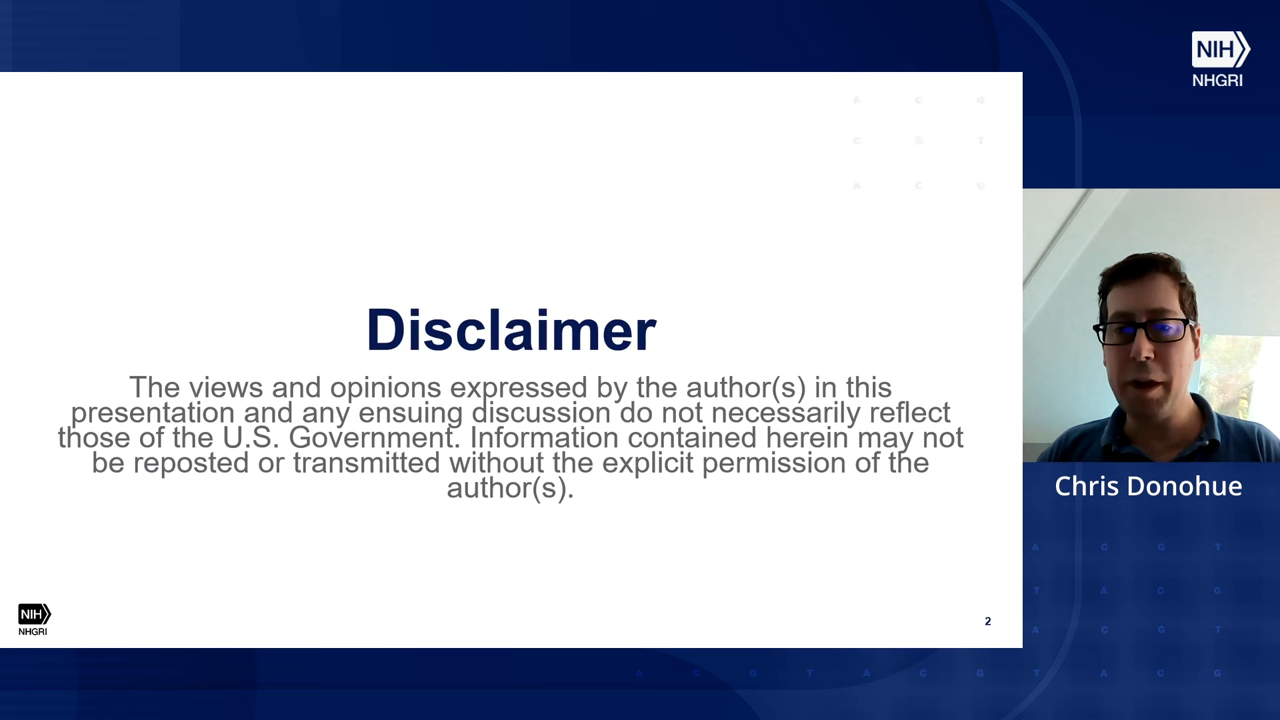 NIH
NHGRI
A C G
C G T
A C G
Disclaimer
The views and opinions expressed by the author(s) in this
presentation and any ensuing discussion do not necessarily reflect
those of the U.S. Government. Information contained herein may not
be reposted or transmitted without the explicit permission of the
author(s).
Chris Donohue
A C G T
T A C G
A C G T
NIH
NHGRI
2
A C G T A C G T A C G